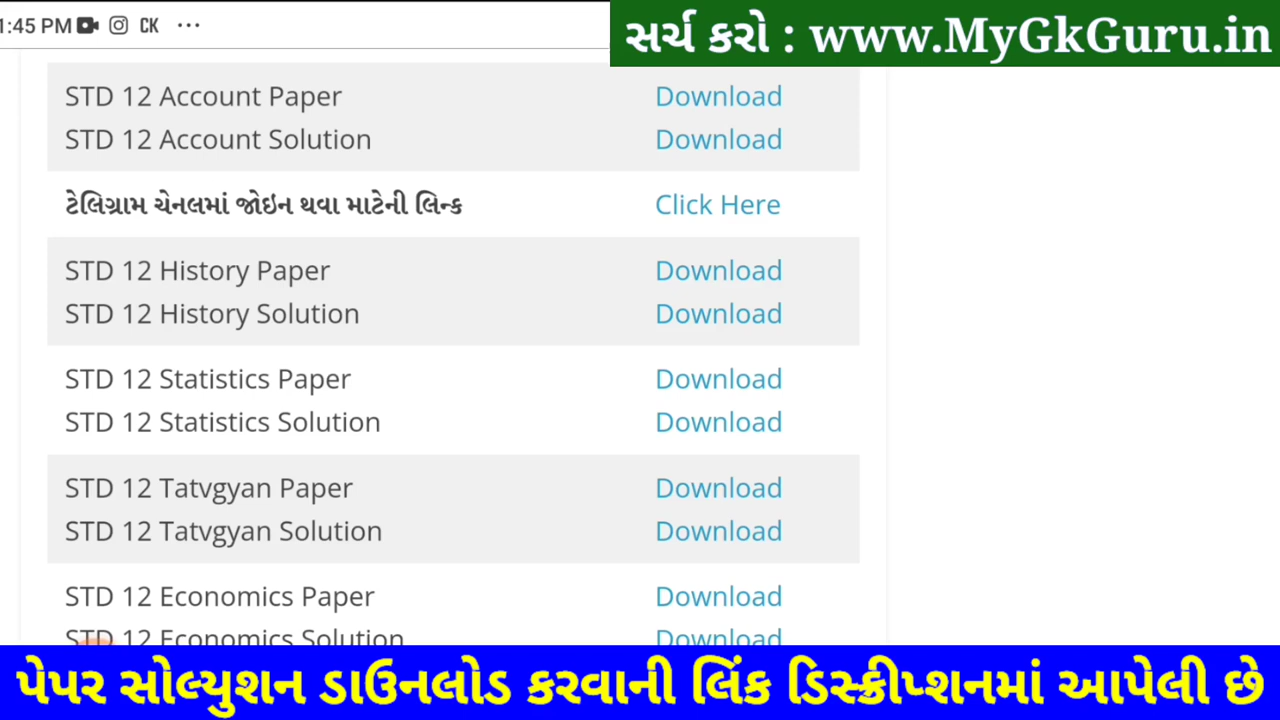 1:45 PM CK ...
સર્ચ કરો : www.MyGkGuru.in
STD 12 Account Paper Download
STD 12 Account Solution Download
ટેલિગ્રામ ચેનલમાં જોઇન થવા માટેની લિન્ક Click Here
STD 12 History Paper Download
STD 12 History Solution Download
STD 12 Statistics Paper Download
STD 12 Statistics Solution Download
STD 12 Tatvgyan Paper Download
STD 12 Tatvgyan Solution Download
STD 12 Economics Paper Download
STD 12 Economics Solution Download
પેપર સોલ્યુશન ડાઉનલોડ કરવાની લિંક ડિસ્ક્રીપ્શનમાં આપેલી છે